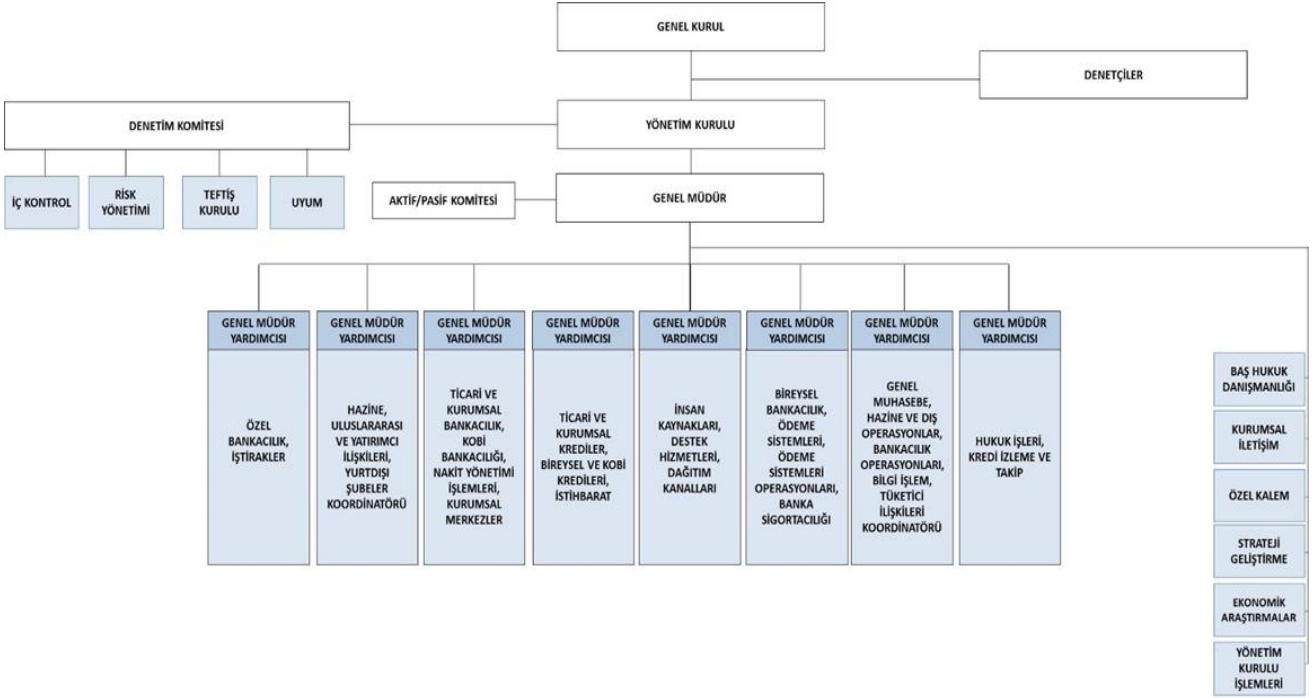 GENEL KURUL
DENETÇİLER
DENETİM KOMİTESİ
YÖNETİM KURULU
İÇ KONTROL
RİSK
YÖNETİMİ
TEFTİŞ
KURULU
UYUM
AKTİF/PASİF KOMİTESİ
GENEL MÜDÜR
GENEL MÜDÜR
YARDIMCISI
ÖZEL
BANKACILIK,
İŞTİRAKLER
GENEL MÜDÜR
YARDIMCISI
HAZİNE,
ULUSLARARASI
VE YATIRIMCI
İLİŞKİLERİ,
YURTDIŞI
ŞUBELER
KOORDİNATÖRÜ
GENEL MÜDÜR
YARDIMCISI
TİCARİ VE
KURUMSAL
BANKACILIK,
KOBİ
BANKACILIĞI,
NAKİT YÖNETİMİ
İŞLEMLERİ,
KURUMSAL
MERKEZLER
GENEL MÜDÜR
YARDIMCISI
TİCARİ VE
KURUMSAL
KREDİLER,
BİREYSEL VE KOBİ
KREDİLERİ,
İSTİHBARAT
GENEL MÜDÜR
YARDIMCISI
İNSAN
KAYNAKLARI,
DESTEK
HİZMETLERİ,
DAĞITIM
KANALLARI
GENEL MÜDÜR
YARDIMCISI
BİREYSEL
BANKACILIK,
ÖDEME
SİSTEMLERİ,
ÖDEME
SİSTEMLERİ
OPERASYONLARI,
BANKA
SİGORTACILIĞI
GENEL MÜDÜR
YARDIMCISI
GENEL
MUHASEBE,
HAZİNE VE DIŞ
OPERASYONLAR,
BANKACILIK
OPERASYONLARI,
BİLGİ İŞLEM,
TÜKETİCİ
İLİŞKİLERİ
KOORDİNATÖRÜ
GENEL MÜDÜR
YARDIMCISI
HUKUK İŞLERİ,
KREDİ İZLEME VE
TAKİP
BAŞ HUKUK
DANIŞMANLIĞI
KURUMSAL
İLETİŞİM
ÖZEL KALEM
STRATEJİ
GELİŞTİRME
EKONOMİK
ARAŞTIRMALAR
YÖNETİM
KURULU
İŞLEMLERİ